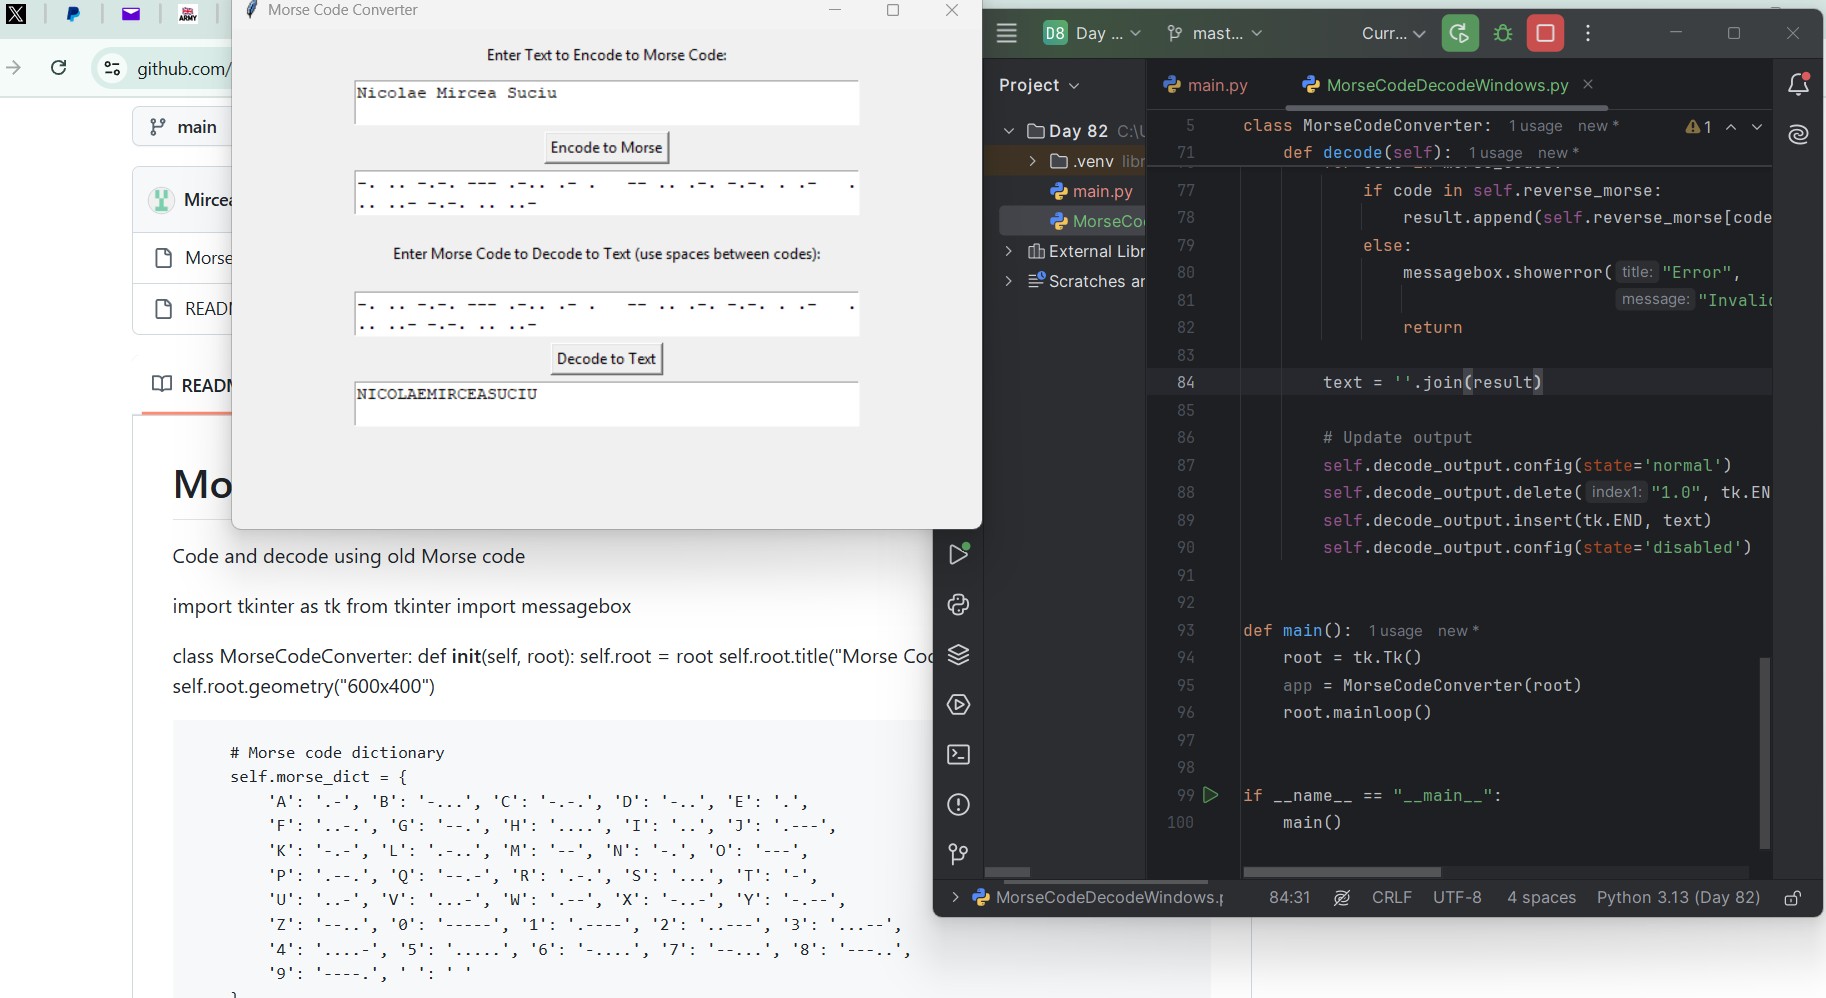 ARMY
github.com/
main
Mircea
Morse
README
README
Mo
Code and decode using old Morse code
import tkinter as tk from tkinter import messagebox
class MorseCodeConverter: def init(self, root): self.root = root self.root.title("Morse Coc
self.root.geometry("600x400")
# Morse code dictionary
self.morse_dict = {
'A': '.-', 'B': '-...', 'C': '-.-.', 'D': '-..', 'E': '.',
'F': '..-.', 'G': '--.', 'H': '....', 'I': '..', 'J': '.---',
'K': '-.-', 'L': '.-..', 'M': '--', 'N': '-.', 'O': '---',
'P': '.--.', 'Q': '--.-', 'R': '.-.', 'S': '...', 'T': '-',
'U': '..-', 'V': '...-', 'W': '.--', 'X': '-..-', 'Y': '-.--',
'Z': '--..', '0': '-----', '1': '.----', '2': '..---', '3': '...--',
'4': '....-', '5': '.....', '6': '-....', '7': '--...', '8': '---..',
'9': '----.', ' ': ' '
}
Morse Code Converter
Enter Text to Encode to Morse Code:
Nicolae Mircea Suciu
Encode to Morse
-. .. -.-. --- .-.. .- .   -- .. .-. -.-. . .-   .
.. ..- -.-. .. ..-
Enter Morse Code to Decode to Text (use spaces between codes):
-. .. -.-. --- .-.. .- .   -- .. .-. -.-. . .-   .
.. ..- -.-. .. ..-
Decode to Text
NICOLAEMIRCEASUCIU
D8 Day ... mast... Curr...
Project
Day 82 C:\U
.venv libr
main.py
MorseCo
External Libr
Scratches ar
main.py MorseCodeDecodeWindows.py
5 class MorseCodeConverter: 1 usage new * 1
71 def decode(self): 1 usage new *
77 if code in self.reverse_morse:
78 result.append(self.reverse_morse[code
79 else:
80 messagebox.showerror( title: "Error",
81 message: "Invalid
82 return
83
84 text = ''.join(result)
85
86 # Update output
87 self.decode_output.config(state='normal')
88 self.decode_output.delete( index1: "1.0", tk.EN
89 self.decode_output.insert(tk.END, text)
90 self.decode_output.config(state='disabled')
91
92
93 def main(): 1 usage new *
94 root = tk.Tk()
95 app = MorseCodeConverter(root)
96 root.mainloop()
97
98
99 if __name__ == "__main__":
100 main()
MorseCodeDecodeWindows.p 84:31 CRLF UTF-8 4 spaces Python 3.13 (Day 82)